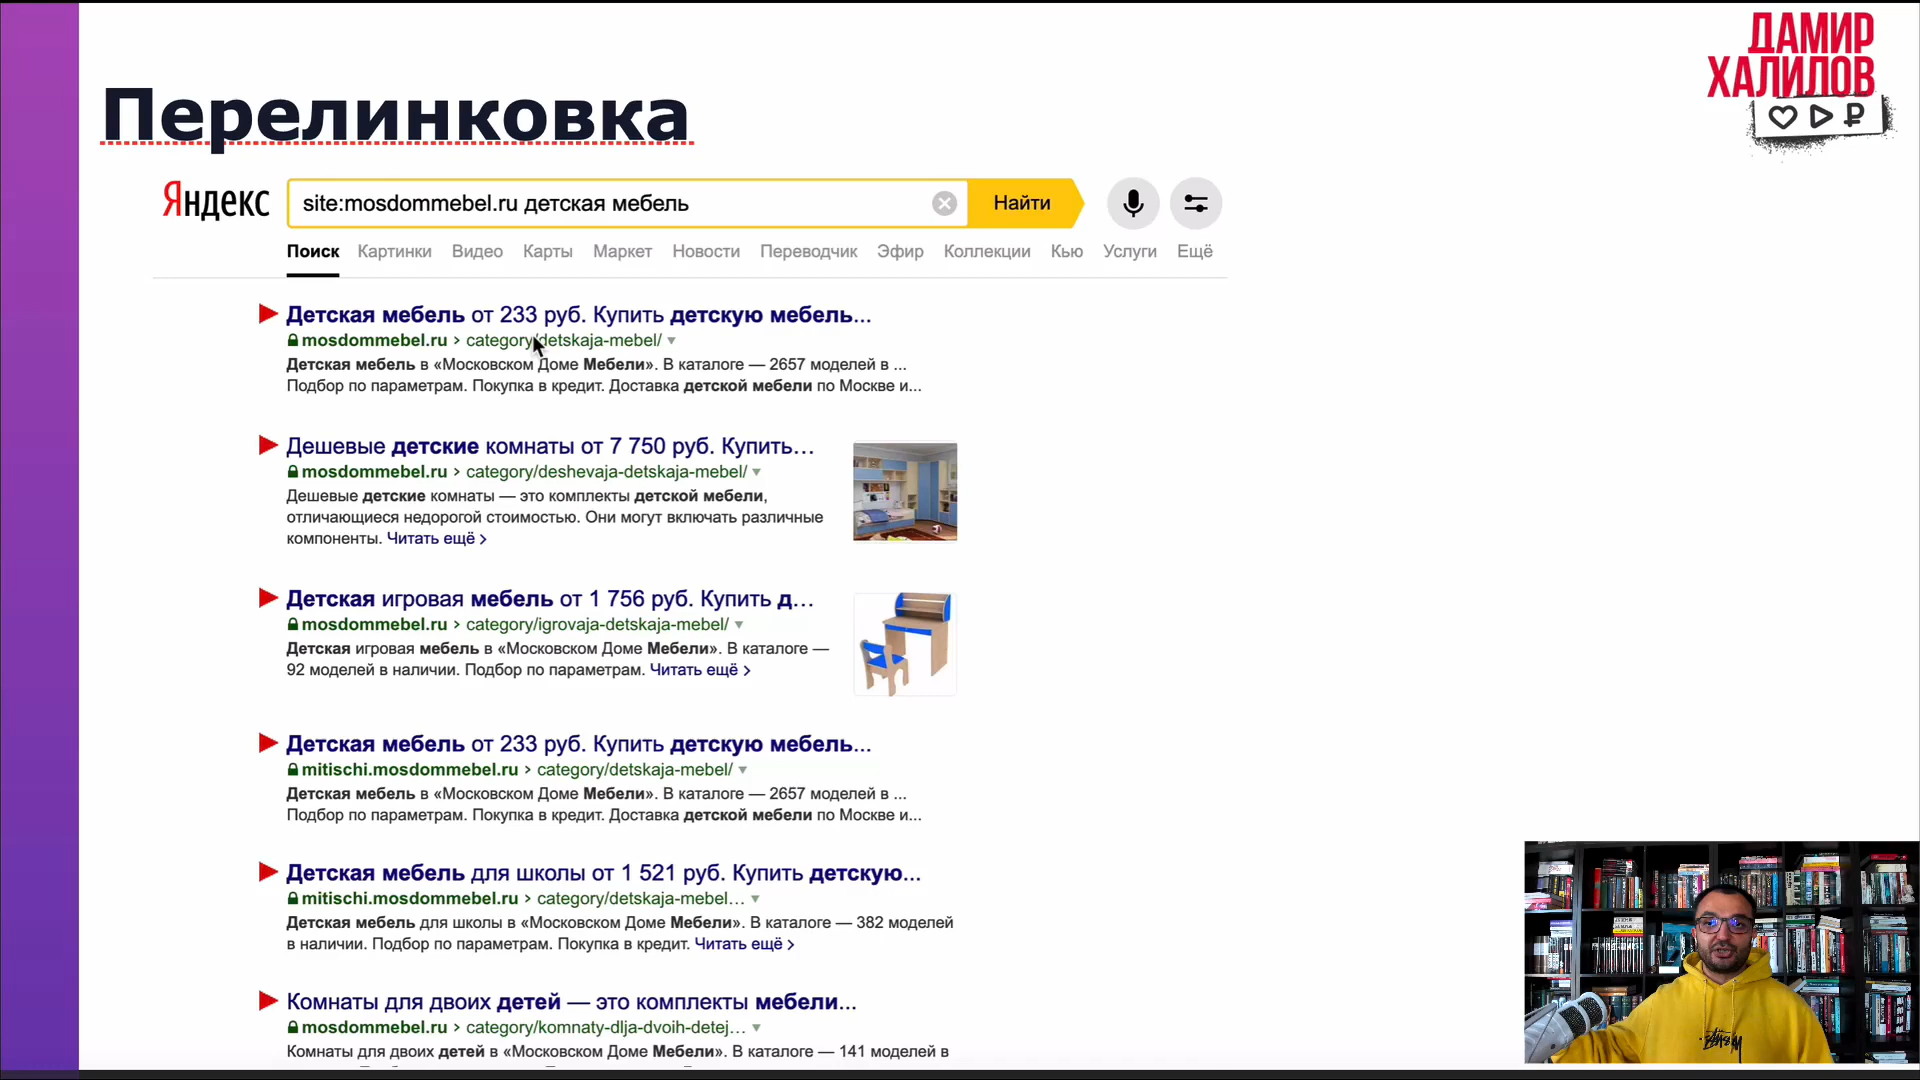 ДАМИР
ХАЛИЛОВ
Перелинковка
Яндекс
site:mosdommebel.ru детская мебель
Найти
Поиск Картинки Видео Карты Маркет Новости Переводчик Эфир Коллекции Кью Услуги Ещё
Детская мебель от 233 руб. Купить детскую мебель...
mosdommebel.ru › category/detskaja-mebel/
Детская мебель в «Московском Доме Мебели». В каталоге — 2657 моделей в ...
Подбор по параметрам. Покупка в кредит. Доставка детской мебели по Москве и...
Дешевые детские комнаты от 7 750 руб. Купить...
mosdommebel.ru › category/deshevaja-detskaja-mebel/
Дешевые детские комнаты — это комплекты детской мебели,
отличающиеся недорогой стоимостью. Они могут включать различные
компоненты. Читать ещё ›
Детская игровая мебель от 1 756 руб. Купить д...
mosdommebel.ru › category/igrovaja-detskaja-mebel/
Детская игровая мебель в «Московском Доме Мебели». В каталоге —
92 моделей в наличии. Подбор по параметрам. Читать ещё ›
Детская мебель от 233 руб. Купить детскую мебель...
mitischi.mosdommebel.ru › category/detskaja-mebel/
Детская мебель в «Московском Доме Мебели». В каталоге — 2657 моделей в ...
Подбор по параметрам. Покупка в кредит. Доставка детской мебели по Москве и...
Детская мебель для школы от 1 521 руб. Купить детскую...
mitischi.mosdommebel.ru › category/detskaja-mebel...
Детская мебель для школы в «Московском Доме Мебели». В каталоге — 382 моделей
в наличии. Подбор по параметрам. Покупка в кредит. Читать ещё ›
Комнаты для двоих детей — это комплекты мебели...
mosdommebel.ru › category/komnaty-dlja-dvoih-detej...
Комнаты для двоих детей в «Московском Доме Мебели». В каталоге — 141 моделей в